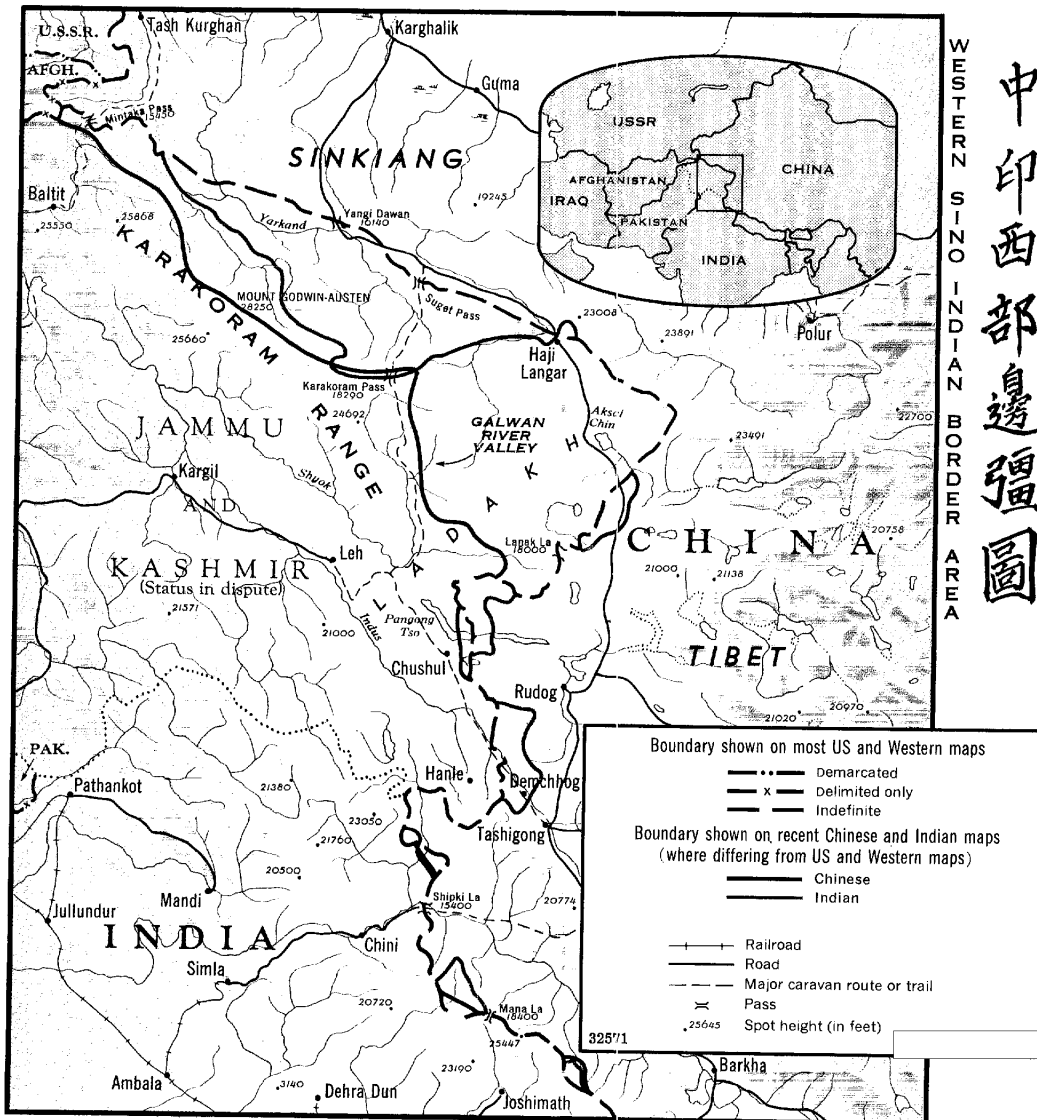 U.S.S.R.
AFGH.
Tash Kurghan
Karghalik
Guma
Mintaka Pass
15450
SINKIANG
Baltit
25550
25868
Yarkand
Yangi Dawan
16140
19245
KARAKORAM
RANGE
MOUNT GODWIN-AUSTEN
28250
Suget Pass
23008
23891
Polur
25660
Haji
Langar
Karakoram Pass
18290
24692
JAMMU
AND
KASHMIR
(Status in dispute)
GALWAN
RIVER
VALLEY
Aksai
Chin
22700
23491
LADAKH
Kargil
Shyok
Leh
Lanak La
18000
CHINA
20758
21000
21138
21571
21000
Indus
Pangong
Tso
Chushul
TIBET
Rudog
21020
20970
PAK.
Pathankot
21380
Hanle
Demchhog
23050
Tashigong
21760
20500
Mandi
Shipki La
15400
20774
Jullundur
INDIA
Chini
Simla
20720
Mana La
18400
25447
23190
Ambala
3140
Dehra Dun
Joshimath
Barkha
USSR
CHINA
AFGHANISTAN
IRAQ
PAKISTAN
INDIA
Boundary shown on most US and Western maps
Demarcated
Delimited only
Indefinite
Boundary shown on recent Chinese and Indian maps
(where differing from US and Western maps)
Chinese
Indian
Railroad
Road
Major caravan route or trail
Pass
.25645 Spot height (in feet)
32571
WESTERN SINO INDIAN BORDER AREA
中印西部邊彊圖